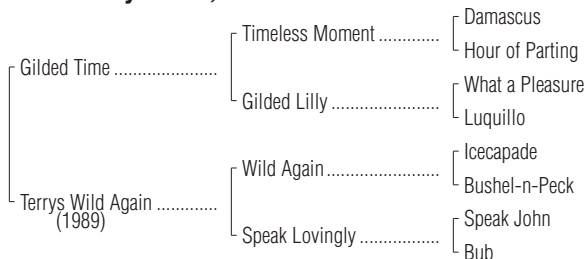 Damascus
Timeless Moment .............
Hour of Parting
Gilded Time ......................
What a Pleasure
Gilded Lilly .......................
Luquillo
Icecapade
Wild Again ........................
Bushel-n-Peck
Terrys Wild Again .............
(1989)
Speak John
Speak Lovingly .................
Bub